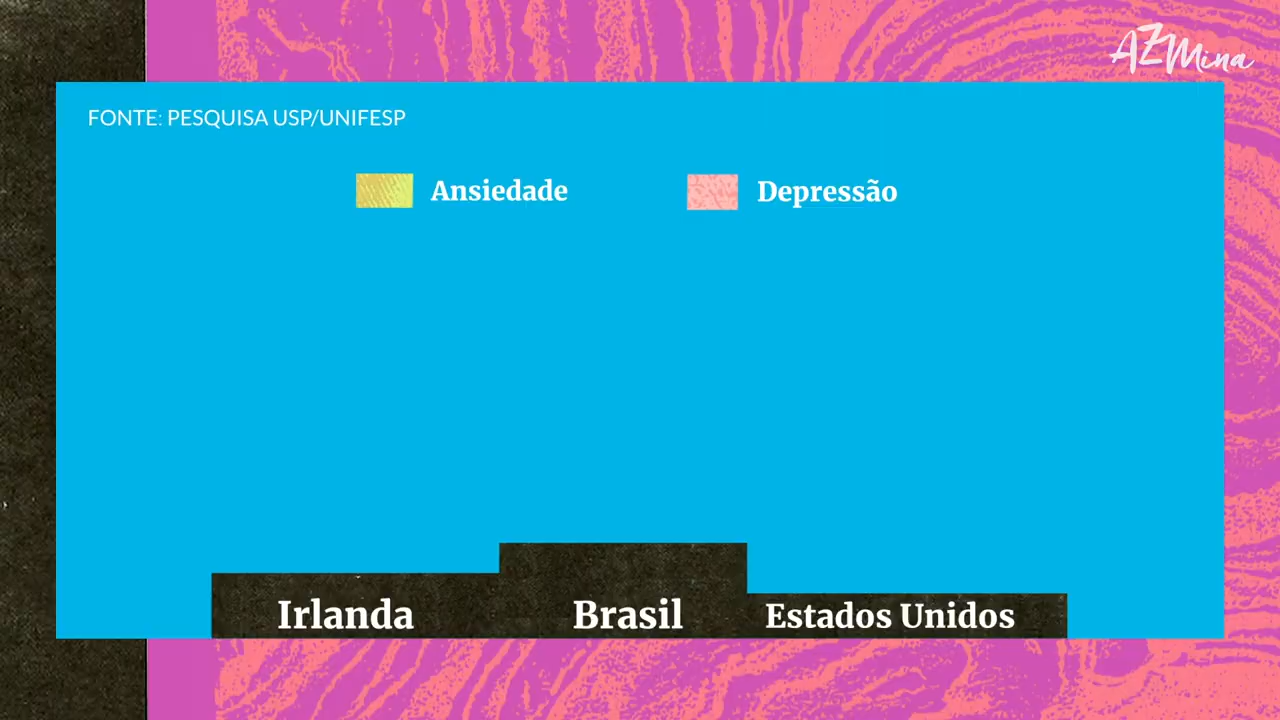 AZMina
FONTE: PESQUISA USP/UNIFESP
Ansiedade
Depressão
Irlanda
Brasil
Estados Unidos